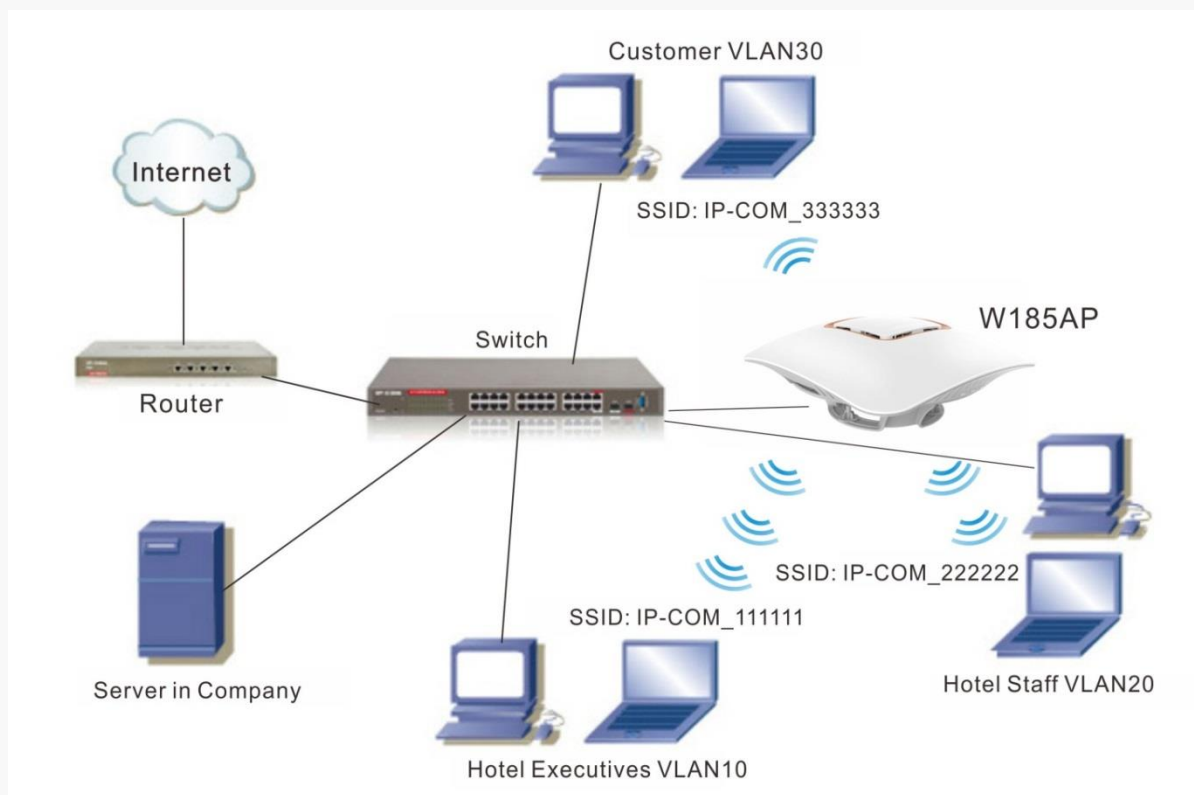 Customer VLAN30
Internet
SSID: IP-COM_333333
W185AP
Switch
Router
SSID: IP-COM_222222
SSID: IP-COM_111111
Server in Company
Hotel Staff VLAN20
Hotel Executives VLAN10